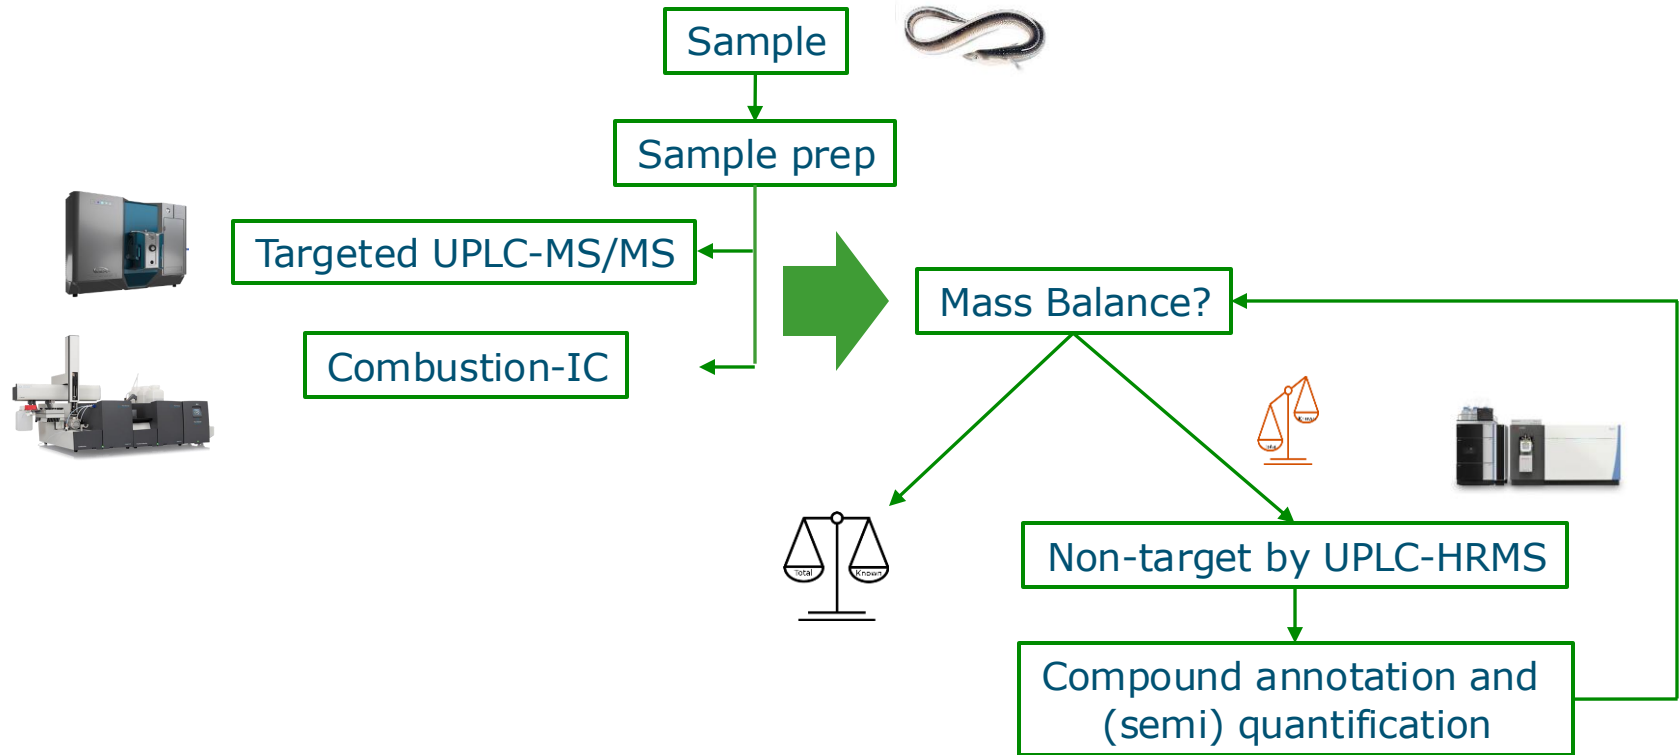 Sample
Sample prep
Targeted UPLC-MS/MS
Combustion-IC
Mass Balance?
Total
Known
Non-target by UPLC-HRMS
Compound annotation and
(semi) quantification